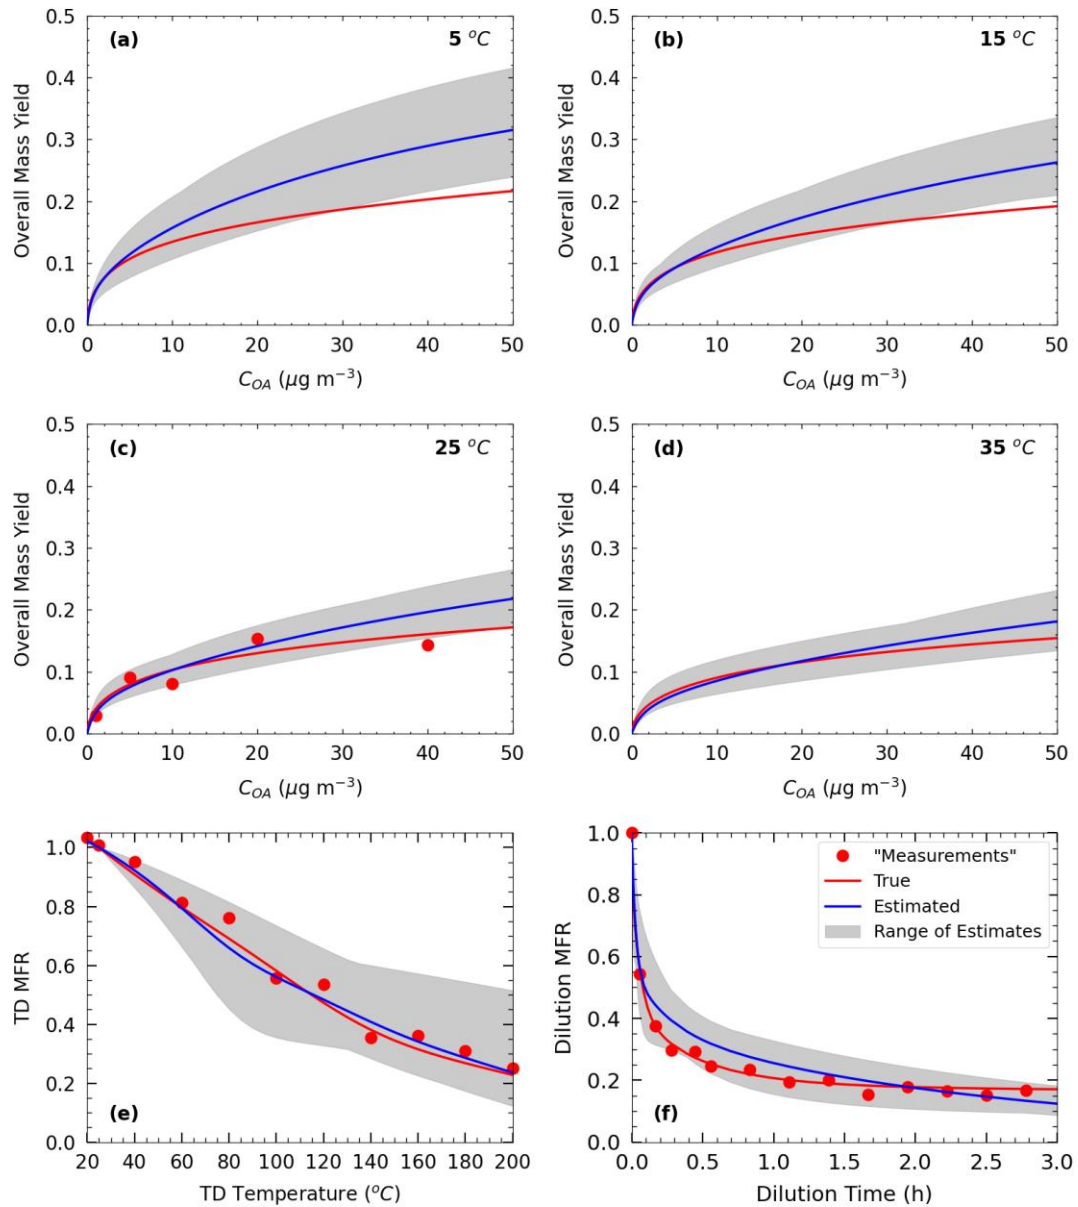 (a) 5 °C
Overall Mass Yield
0.5
0.4
0.3
0.2
0.1
0.0
0 10 20 30 40 50
C_OA (μg m⁻³)
(b) 15 °C
Overall Mass Yield
0.5
0.4
0.3
0.2
0.1
0.0
0 10 20 30 40 50
C_OA (μg m⁻³)
(c) 25 °C
Overall Mass Yield
0.5
0.4
0.3
0.2
0.1
0.0
0 10 20 30 40 50
C_OA (μg m⁻³)
(d) 35 °C
Overall Mass Yield
0.5
0.4
0.3
0.2
0.1
0.0
0 10 20 30 40 50
C_OA (μg m⁻³)
TD MFR
1.0
0.8
0.6
0.4
0.2
0.0
(e)
20 40 60 80 100 120 140 160 180 200
TD Temperature (°C)
Dilution MFR
1.0
0.8
0.6
0.4
0.2
0.0
"Measurements"
True
Estimated
Range of Estimates
(f)
0.0 0.5 1.0 1.5 2.0 2.5 3.0
Dilution Time (h)